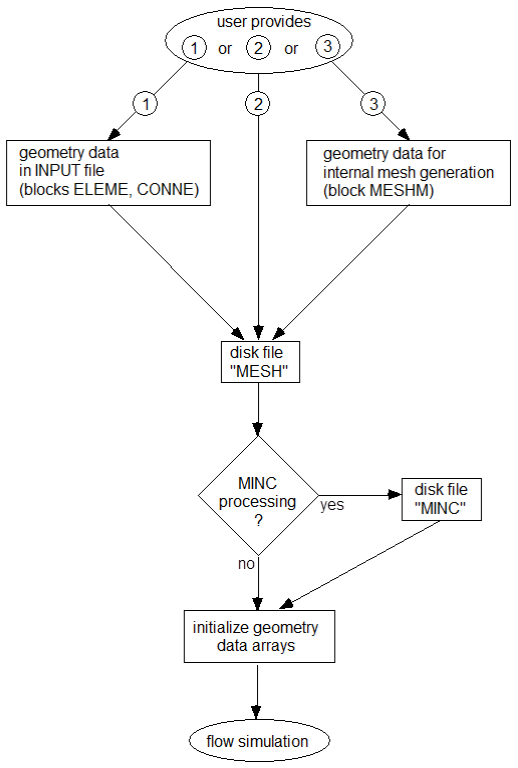 user provides
1 or 2 or 3
1
2
3
geometry data
in INPUT file
(blocks ELEME, CONNE)
geometry data for
internal mesh generation
(block MESHM)
disk file
"MESH"
MINC
processing
?
yes
disk file
"MINC"
no
initialize geometry
data arrays
flow simulation